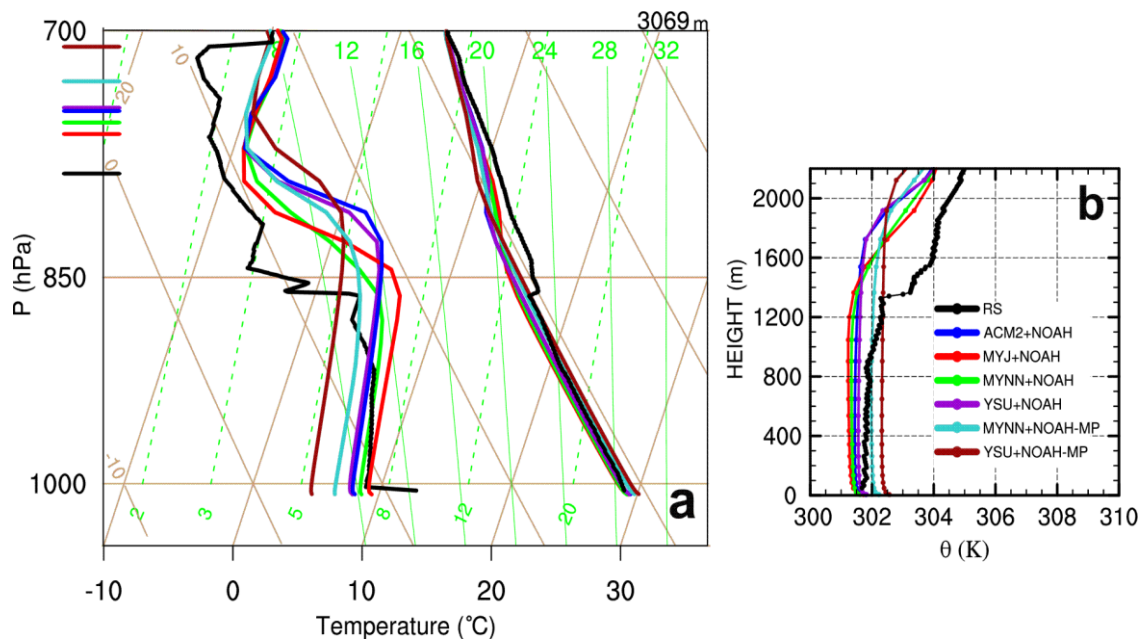 3069 m
700
850
1000
P (hPa)
10
20
0
-10
8
12
16
20
24
28
32
2
3
5
8
12
20
a
-10
0
10
20
30
Temperature (°C)
b
2000
1600
1200
800
400
0
HEIGHT (m)
RS
ACM2+NOAH
MYJ+NOAH
MYNN+NOAH
YSU+NOAH
MYNN+NOAH-MP
YSU+NOAH-MP
300
302
304
306
308
310
θ (K)